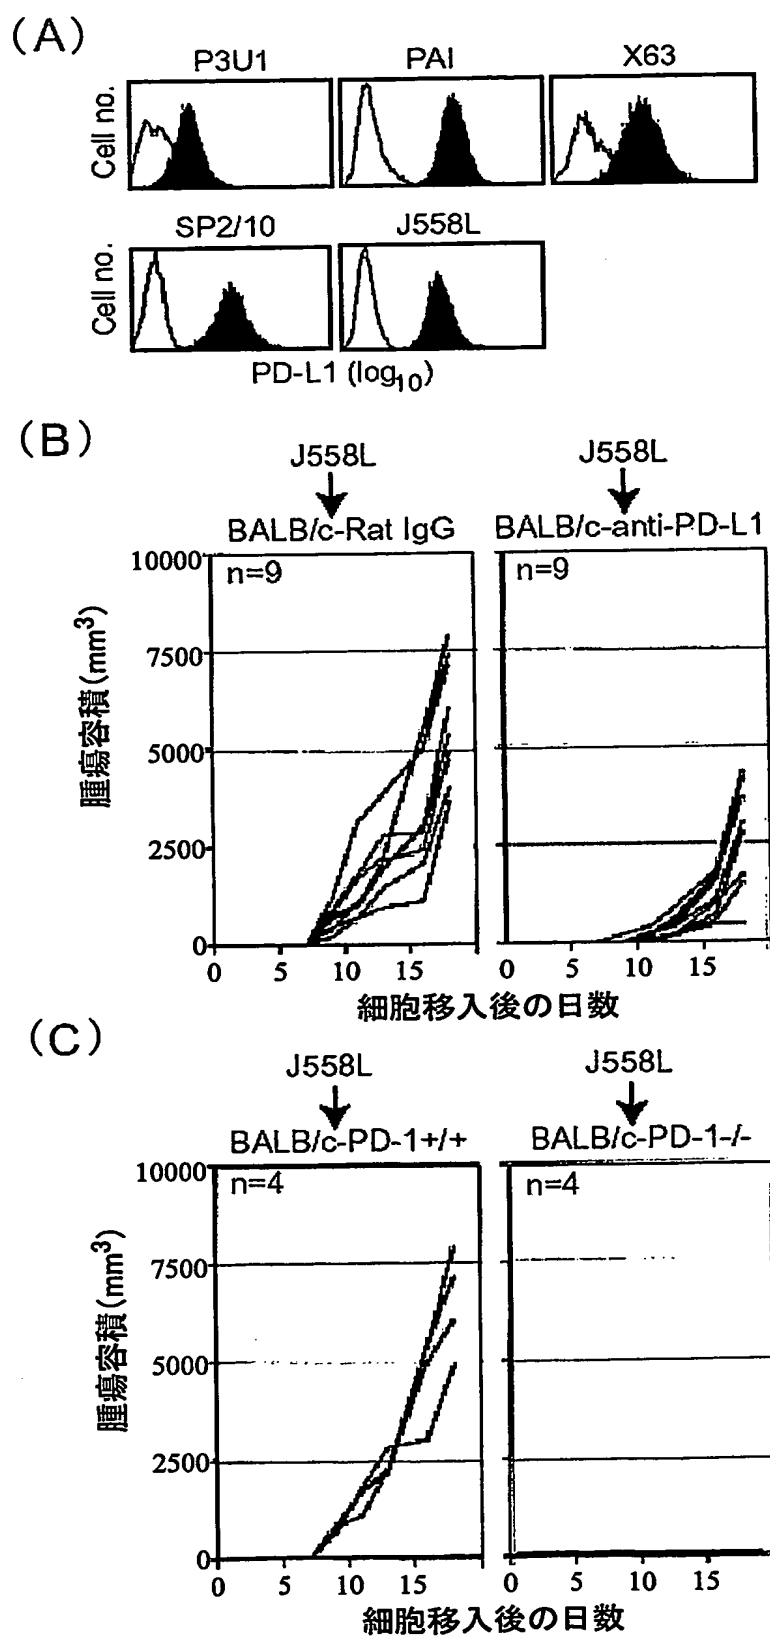 (A)
P3U1 PAI X63
Cell no.
SP2/10 J558L
Cell no.
PD-L1 (log10)
(B)
J558L J558L
BALB/c-Rat IgG BALB/c-anti-PD-L1
n=9 n=9
腫瘍容積(mm3)
10000
7500
5000
2500
0
0 5 10 15 0 5 10 15
細胞移入後の日数
(C)
J558L J558L
BALB/c-PD-1+/+ BALB/c-PD-1-/-
n=4 n=4
腫瘍容積(mm3)
10000
7500
5000
2500
0
0 5 10 15 0 5 10 15
細胞移入後の日数